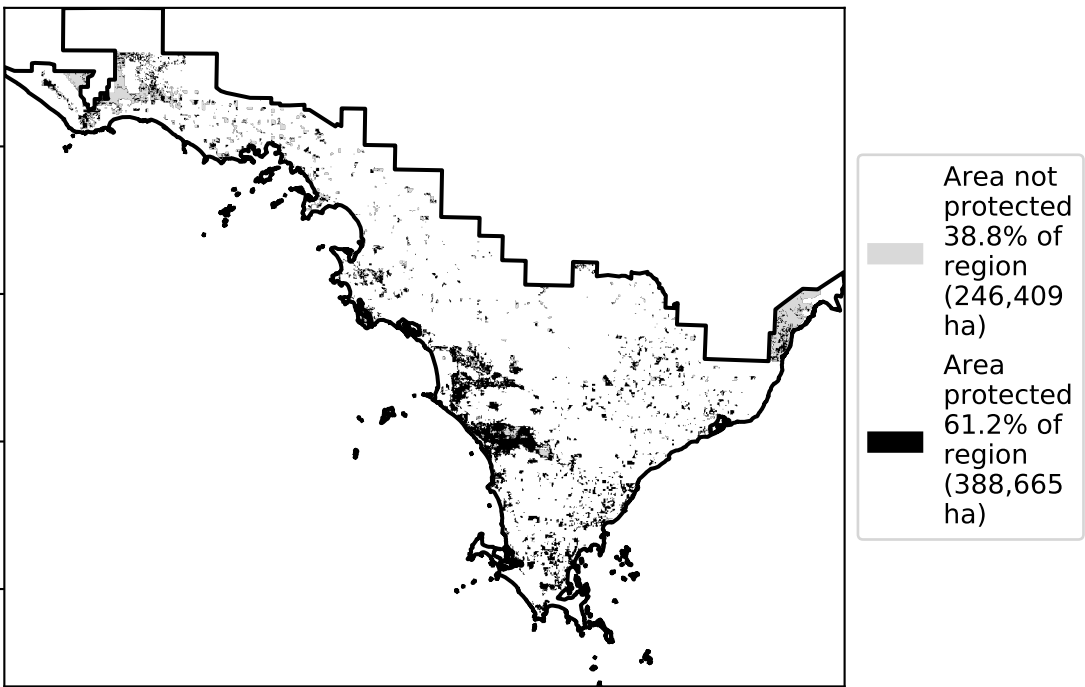 Area not
protected
38.8% of
region
(246,409
ha)
Area
protected
61.2% of
region
(388,665
ha)